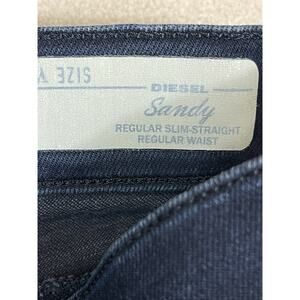 SIZE W
DIESEL
Sandy
REGULAR SLIM-STRAIGHT
REGULAR WAIST